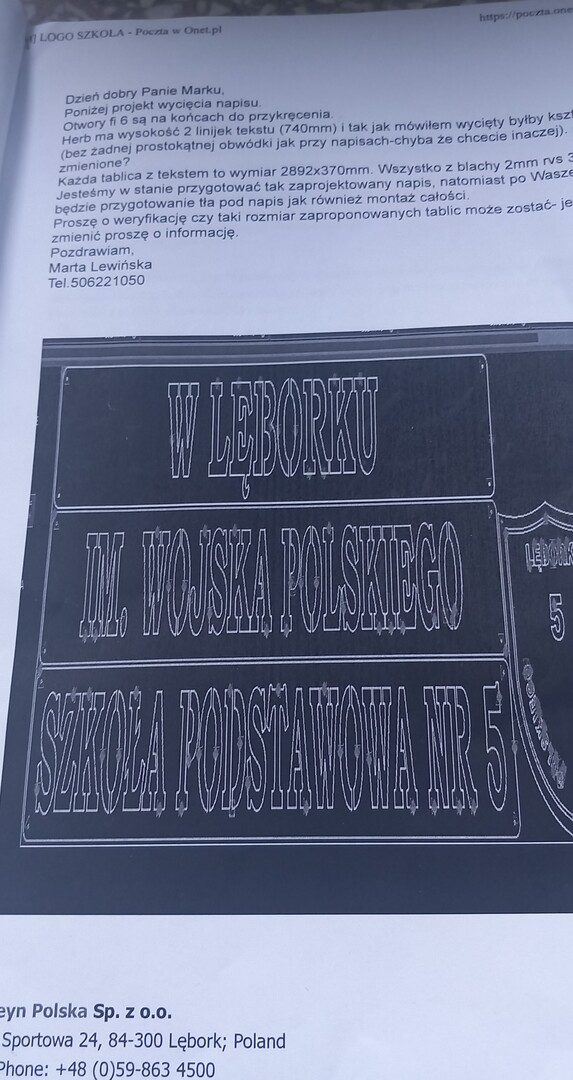 LOGO SZKOŁA - Poczta w Onet.pl
https://poczta.one
Dzień dobry Panie Marku,
Poniżej projekt wycięcia napisu.
Otwory fi 6 są na końcach do przykręcenia.
Herb ma wysokość 2 linijek tekstu (740mm) i tak jak mówiłem wycięty byłby kszt
(bez żadnej prostokątnej obwódki jak przy napisach-chyba że chcecie inaczej).
zmienione?
Każda tablica z tekstem to wymiar 2892x370mm. Wszystko z blachy 2mm rvs 3
Jesteśmy w stanie przygotować tak zaprojektowany napis, natomiast po Wasze
będzie przygotowanie tła pod napis jak również montaż całości.
Proszę o weryfikację czy taki rozmiar zaproponowanych tablic może zostać- je
zmienić proszę o informację.
Pozdrawiam,
Marta Lewińska
Tel.506221050
W LĘBORKU
IM. WOJSKA POLSKIEGO
SZKOŁA PODSTAWOWA NR 5
5
eyn Polska Sp. z o.o.
Sportowa 24, 84-300 Lębork; Poland
Phone: +48 (0)59-863 4500